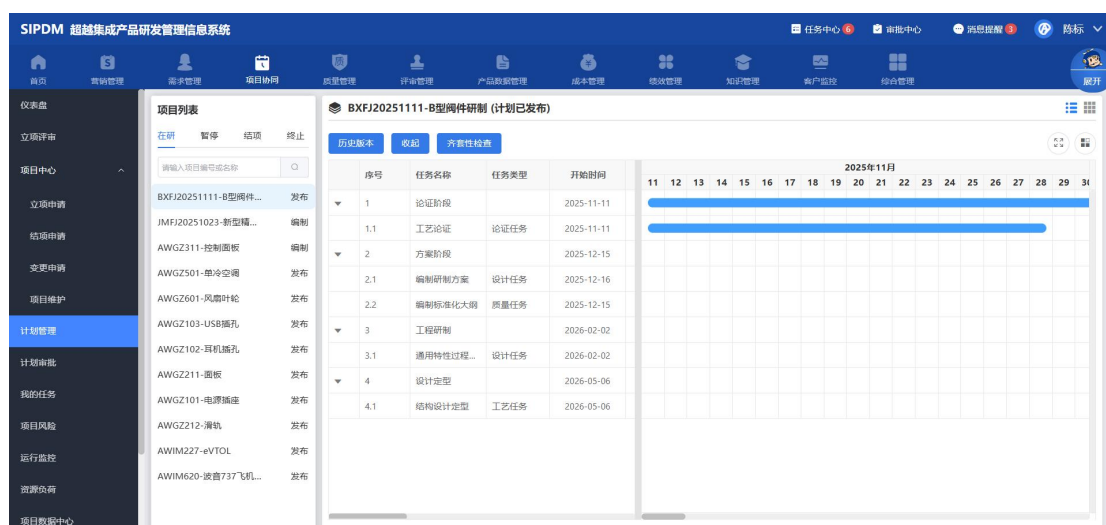 SIPDM 超越集成产品研发管理信息系统
任务中心 6 审批中心 消息提醒 3 陈标
首页 营销管理 需求管理 项目协同 质量管理 评审管理 产品数据管理 成本管理 绩效管理 知识管理 客户监控 综合管理 展开
仪表盘
立项评审
项目中心
立项申请
结项申请
变更申请
项目维护
计划管理
计划审批
我的任务
项目风险
运行监控
资源负荷
项目数据中心
项目列表
在研 暂停 结项 终止
请输入项目编号或名称
BXFJ20251111-B型阀件... 发布
JMFJ20251023-新型精... 编制
AWGZ311-控制面板 编制
AWGZ501-单冷空调 发布
AWGZ601-风扇叶轮 发布
AWGZ103-USB插孔 发布
AWGZ102-耳机插孔 发布
AWGZ211-面板 发布
AWGZ101-电源插座 发布
AWGZ212-滑轨 发布
AWIM227-eVTOL 发布
AWIM620-波音737飞机... 发布
BXFJ20251111-B型阀件研制 (计划已发布)
历史版本 收起 齐套性检查
序号 任务名称 任务类型 开始时间
2025年11月
11 12 13 14 15 16 17 18 19 20 21 22 23 24 25 26 27 28 29
1 论证阶段 2025-11-11
1.1 工艺论证 论证任务 2025-11-11
2 方案阶段 2025-12-15
2.1 编制研制方案 设计任务 2025-12-16
2.2 编制标准化大纲 质量任务 2025-12-15
3 工程研制 2026-02-02
3.1 通用特性过程... 设计任务 2026-02-02
4 设计定型 2026-05-06
4.1 结构设计定型 工艺任务 2026-05-06